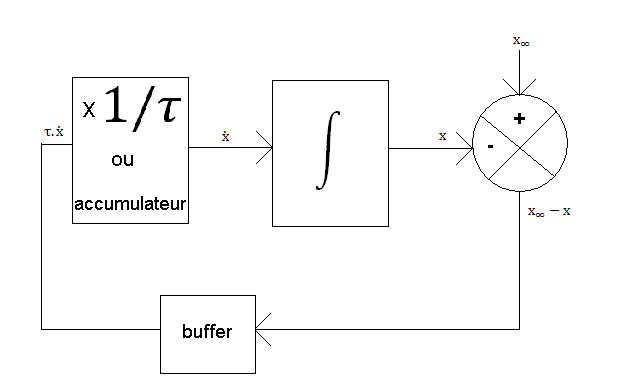 x∞
x 1/τ
ou
accumulateur
τ.ẋ
ẋ
∫
x
+
-
x∞ − x
buffer